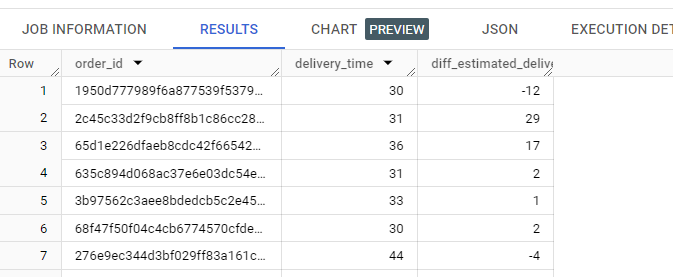 JOB INFORMATION RESULTS CHART PREVIEW JSON EXECUTION DET
Row order_id delivery_time diff_estimated_delive
1 1950d777989f6a877539f5379... 30 -12
2 2c45c33d2f9cb8ff8b1c86cc28... 31 29
3 65d1e226dfaeb8cdc42f66542... 36 17
4 635c894d068ac37e6e03dc54e... 31 2
5 3b97562c3aee8bdedcb5c2e45... 33 1
6 68f47f50f04c4cb6774570cfde... 30 2
7 276e9ec344d3bf029ff83a161c... 44 -4